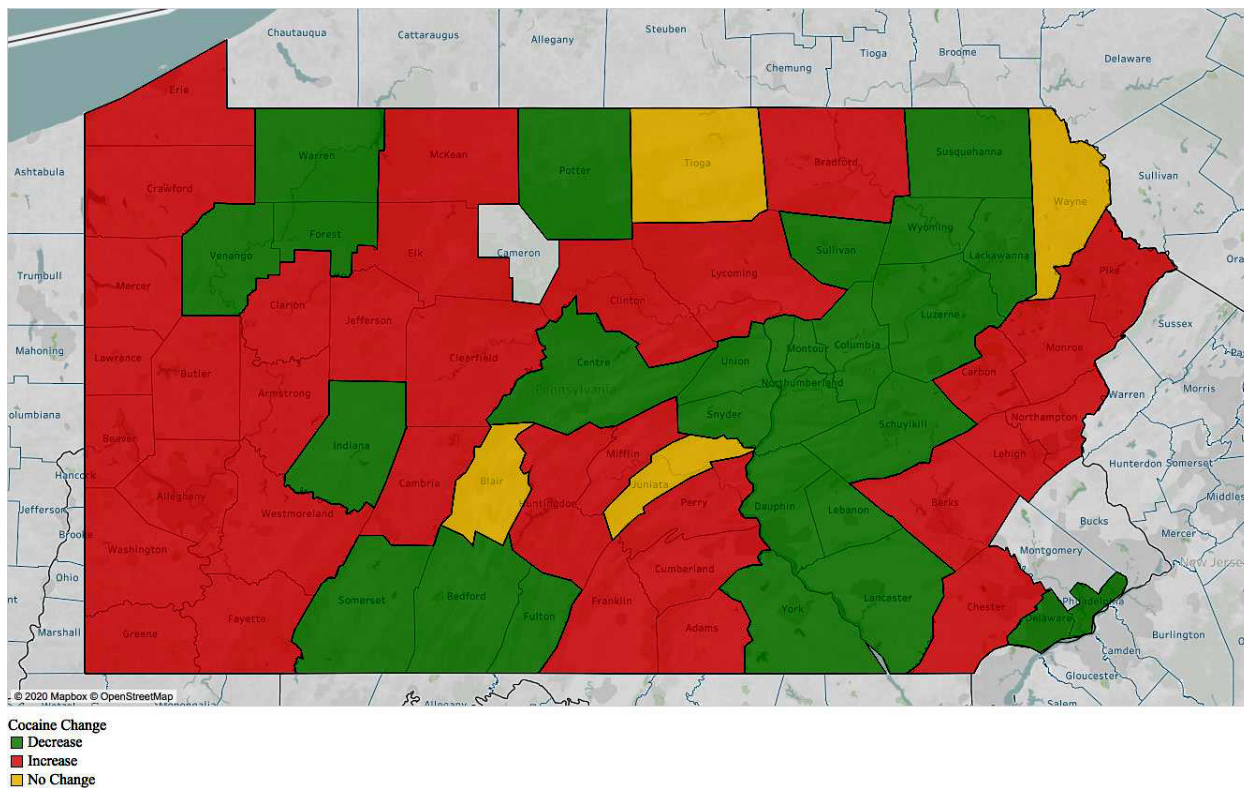 Chautauqua
Cattaraugus
Allegany
Steuben
Chemung
Tioga
Broome
Delaware
Erie
Ashtabula
Crawford
Warren
McKean
Potter
Tioga
Bradford
Susquehanna
Wayne
Sullivan
Venango
Forest
Elk
Cameron
Sullivan
Wyoming
Lackawanna
Pike
Ora
Trumbull
Mercer
Clarion
Jefferson
Clinton
Lycoming
Luzerne
Sussex
Mahoning
Lawrance
Butler
Clearfield
Centre
Union
Montour
Columbia
Carbon
Monroe
Morris
Warren
olumbiana
Armstrong
Pennsylvania
Northumberland
Snyder
Schuylkill
Northampton
Beaver
Indiana
Mifflin
Lehigh
Hunterdon
Somerset
Hancock
Allegheny
Cambria
Blair
Huntingdon
Juniata
Perry
Dauphin
Lebanon
Berks
Middles
Jefferson
Westmoreland
Bucks
Mercer
Brooke
Washington
Cumberland
Montgomery
New Jerse
Ohio
Somerset
Bedford
Fulton
Franklin
York
Lancaster
Chester
Philadelphia
Delaware
Marshall
Greene
Fayette
Adams
Burlington
Camden
Gloucester
Salem
Allegany
© 2020 Mapbox © OpenStreetMap
Cocaine Change
Decrease
Increase
No Change